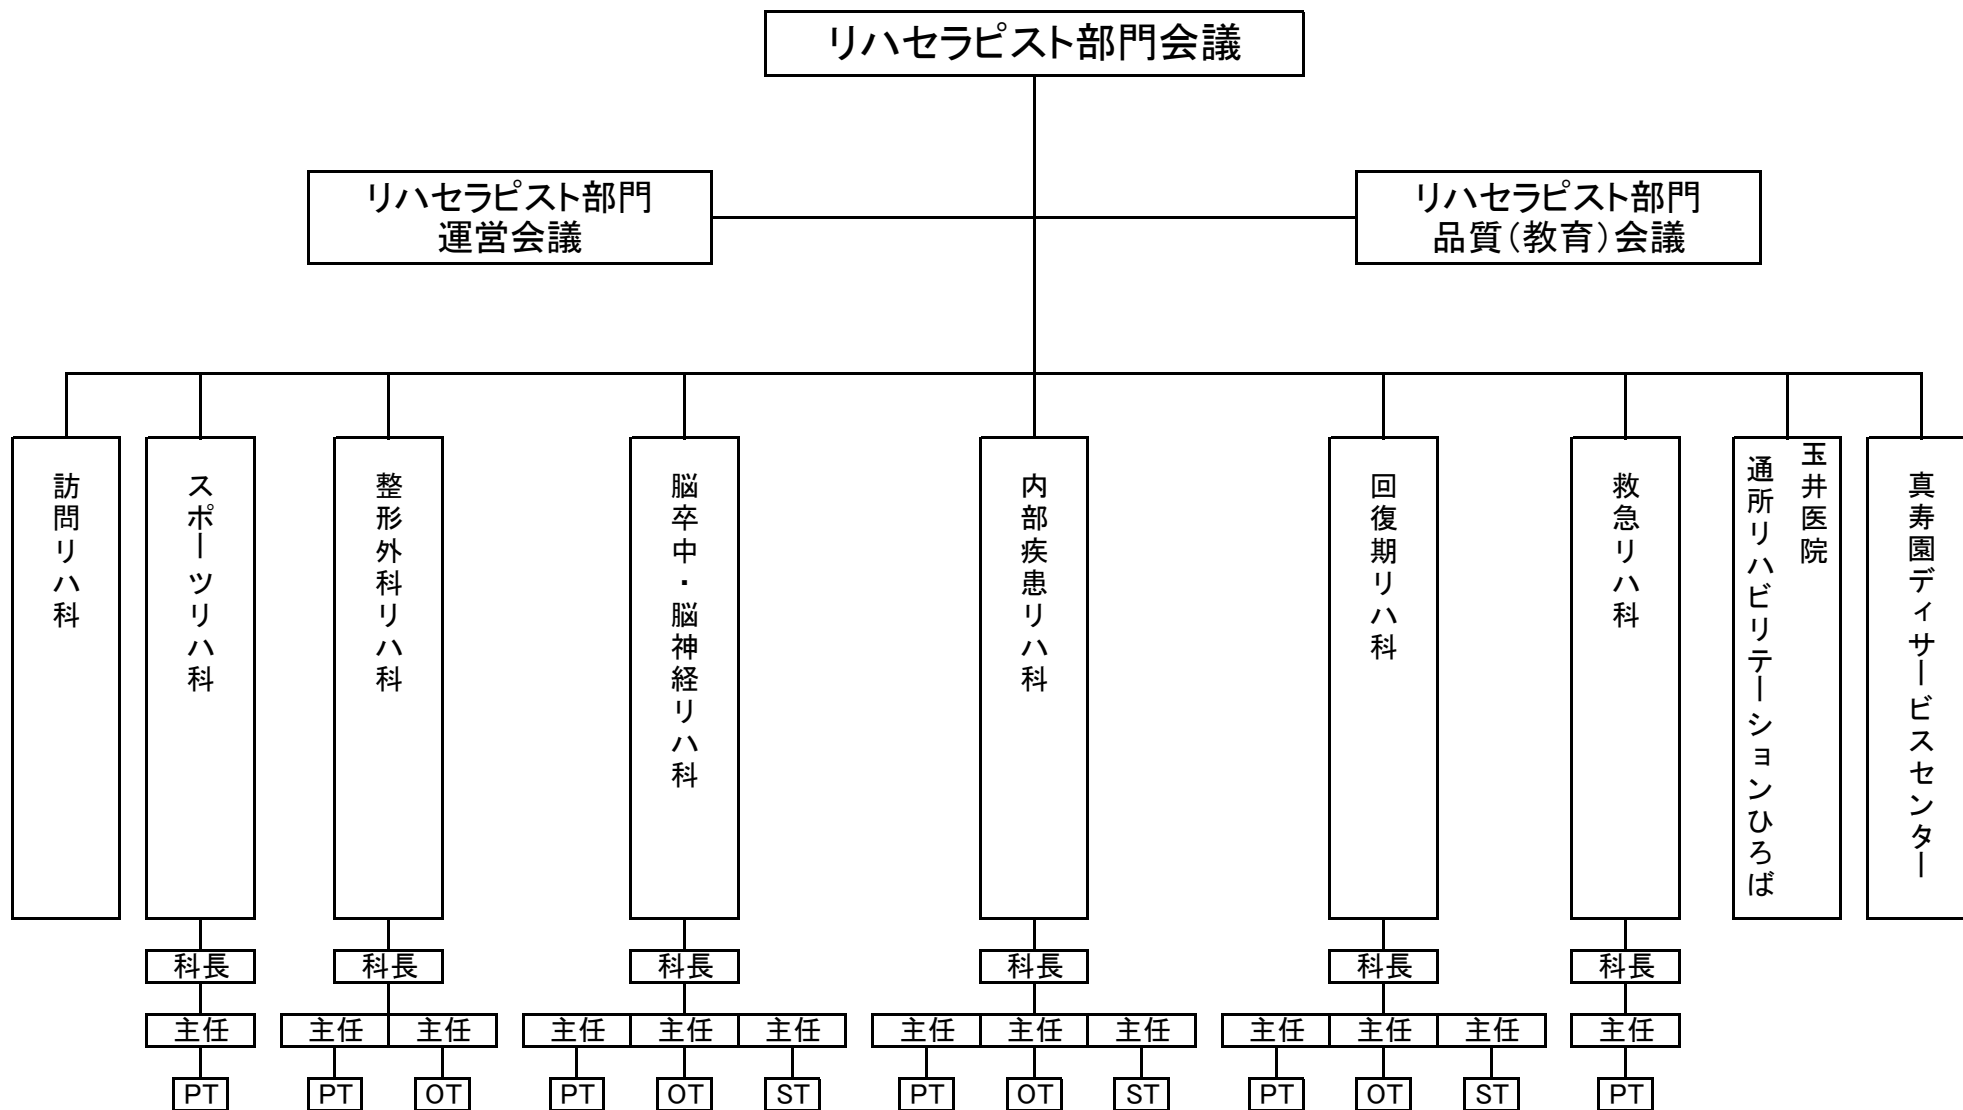 リハセラピスト部門会議
リハセラピスト部門
運営会議
リハセラピスト部門
品質(教育)会議
訪問リハ科
スポーツリハ科
整形外科リハ科
脳卒中・脳神経リハ科
内部疾患リハ科
回復期リハ科
救急リハ科
玉井医院
通所リハビリテーションひろば
真寿園ディサービスセンター
科長
科長
科長
科長
科長
科長
主任
主任
主任
主任
主任
主任
主任
主任
主任
主任
主任
主任
主任
PT
PT
OT
PT
OT
ST
PT
OT
ST
PT
OT
ST
PT